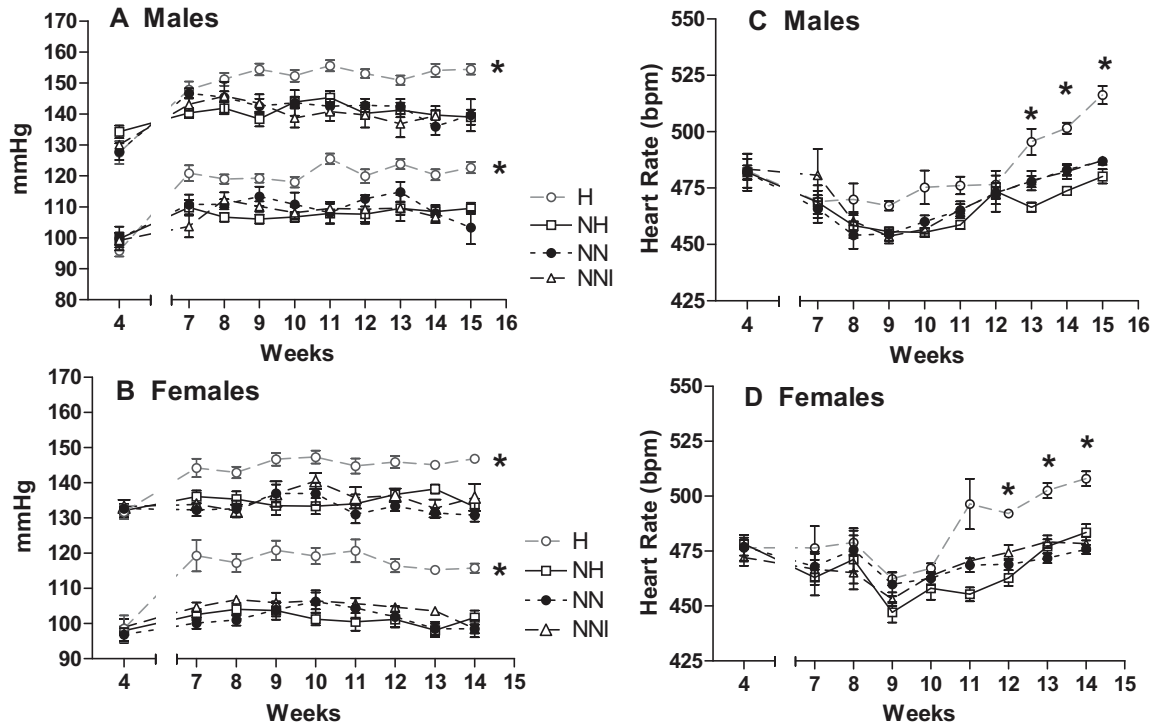 A Males
170
160
150
140
130
120
110
100
90
80
mmHg
4 7 8 9 10 11 12 13 14 15 16
Weeks
*
*
H
NH
NN
NNI
C Males
550
525
500
475
450
425
Heart Rate (bpm)
4 7 8 9 10 11 12 13 14 15 16
Weeks
* * *
B Females
170
160
150
140
130
120
110
100
90
mmHg
4 7 8 9 10 11 12 13 14 15
Weeks
*
*
H
NH
NN
NNI
D Females
550
525
500
475
450
425
Heart Rate (bpm)
4 7 8 9 10 11 12 13 14 15
Weeks
* * *